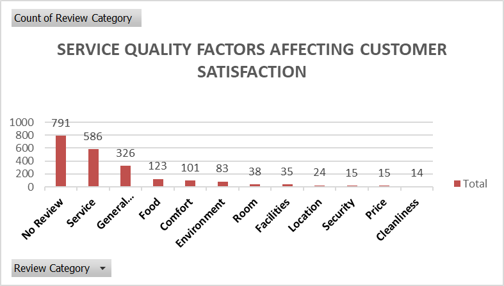 Count of Review Category
SERVICE QUALITY FACTORS AFFECTING CUSTOMER
SATISFACTION
1000
800
600
400
200
0
791
586
326
123
101
83
38
35
24
15
15
14
No Review
Service
General...
Food
Comfort
Environment
Room
Facilities
Location
Security
Price
Cleanliness
Total
Review Category